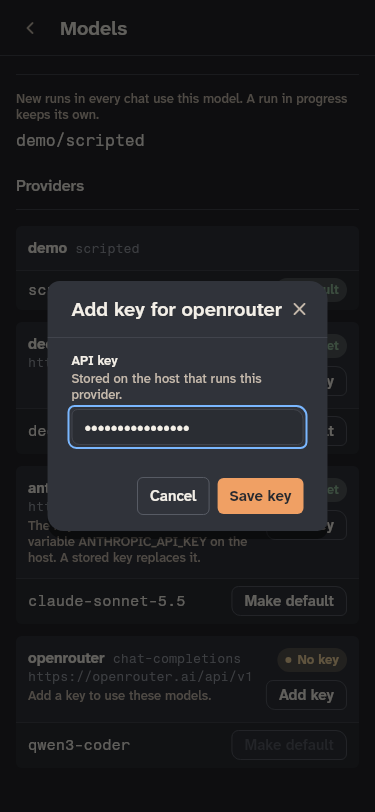 Models
New runs in every chat use this model. A run in progress
keeps its own.
demo/scripted
Providers
demo scripted
Add key for openrouter
API key
Stored on the host that runs this
provider.
••••••••••••••••
Cancel
Save key
The
variable ANTHROPIC_API_KEY on the
host. A stored key replaces it.
claude-sonnet-5.5
Make default
openrouter chat-completions
No key
https://openrouter.ai/api/v1
Add a key to use these models.
Add key
qwen3-coder
Make default